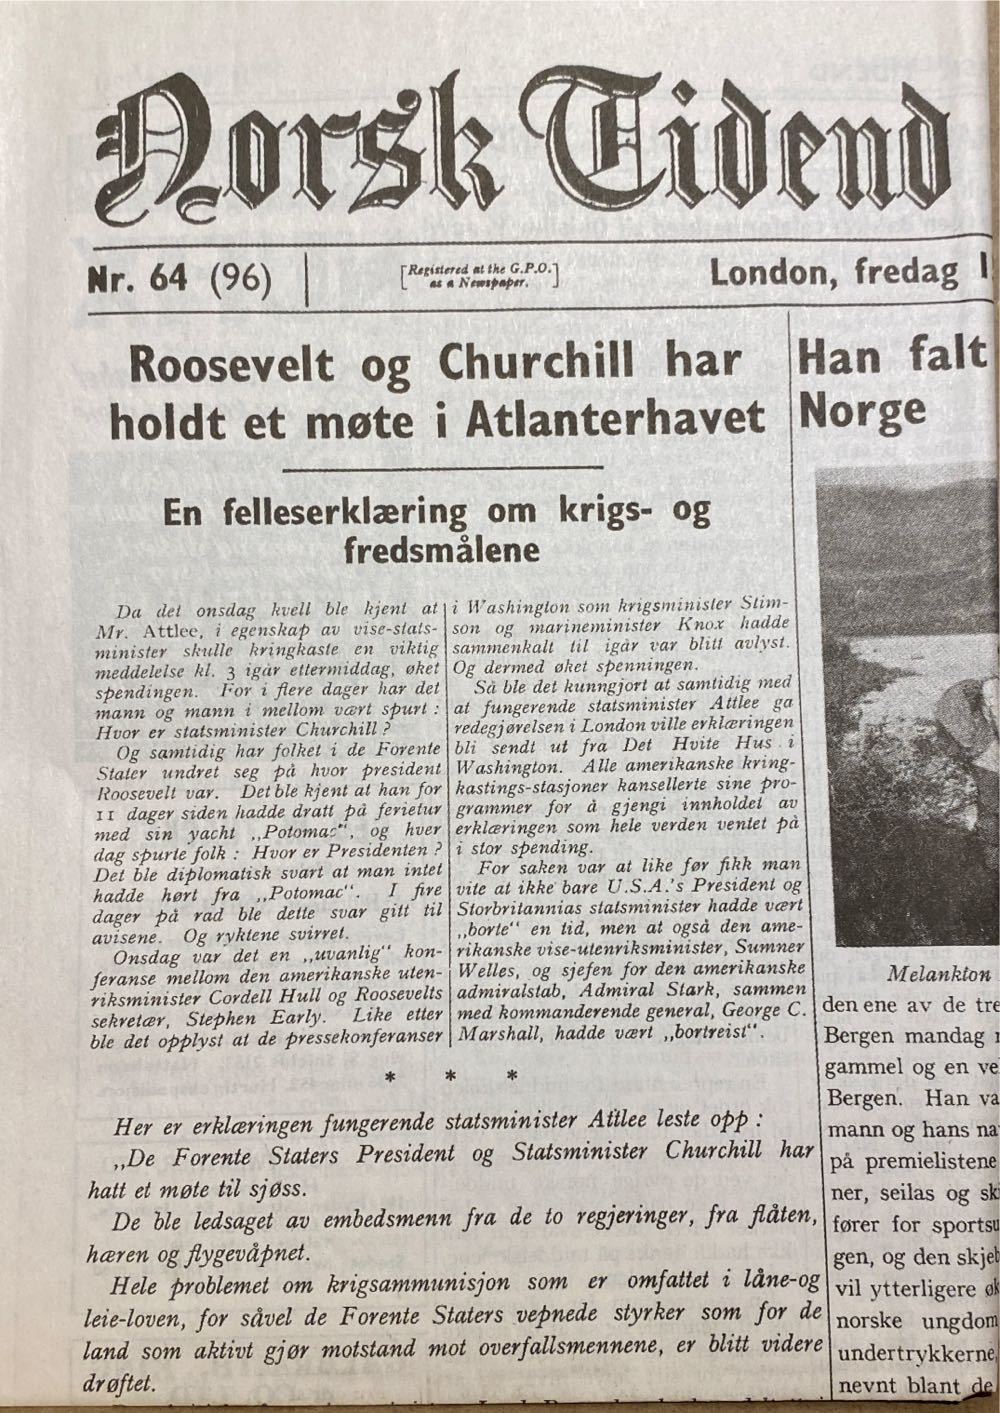 Norsk Tidend
Nr. 64 (96)
[Registered at the G.P.O.
as a Newspaper.]
London, fredag
Roosevelt og Churchill har
holdt et møte i Atlanterhavet
En felleserklæring om krigs- og
fredsmålene
Da det onsdag kvell ble kjent at
Mr. Attlee, i egenskap av vise-stats-
minister skulle kringkaste en viktig
meddelelse kl. 3 igår ettermiddag, øket
spendingen. For i flere dager har det
mann og mann i mellom vært spurt :
Hvor er statsminister Churchill ?
Og samtidig har folket i de Forente
Stater undret seg på hvor president
Roosevelt var. Det ble kjent at han for
11 dager siden hadde dratt på ferietur
med sin yacht ,,Potomac“, og hver
dag spurte folk : Hvor er Presidenten ?
Det ble diplomatisk svart at man intet
hadde hørt fra ,,Potomac“. I fire
dager på rad ble dette svar gitt til
avisene. Og ryktene svirret.
Onsdag var det en ,,uvanlig“ kon-
feranse mellom den amerikanske uten-
riksminister Cordell Hull og Roosevelts
sekretær, Stephen Early. Like etter
ble det opplyst at de pressekonferanser
i Washington som krigsminister Stim-
son og marineminister Knox hadde
sammenkalt til igår var blitt avlyst.
Og dermed øket spenningen.
Så ble det kunngjort at samtidig med
at fungerende statsminister Attlee ga
redegjørelsen i London ville erklæringen
bli sendt ut fra Det Hvite Hus i
Washington. Alle amerikanske kring-
kastings-stasjoner kansellerte sine pro-
grammer for å gjengi innholdet av
erklæringen som hele verden ventet på
i stor spending.
For saken var at like før fikk man
vite at ikke bare U.S.A.'s President og
Storbritannias statsminister hadde vært
,,borte“ en tid, men at også den ame-
rikanske vise-utenriksminister, Sumner
Welles, og sjefen for den amerikanske
admiralstab, Admiral Stark, sammen
med kommanderende general, George C.
Marshall, hadde vært ,,bortreist“.
* * *
Her er erklæringen fungerende statsminister Attlee leste opp :
,,De Forente Staters President og Statsminister Churchill har
hatt et møte til sjøss.
De ble ledsaget av embedsmenn fra de to regjeringer, fra flåten,
hæren og flygevåpnet.
Hele problemet om krigsammunisjon som er omfattet i låne-og
leie-loven, for såvel de Forente Staters vepnede styrker som for de
land som aktivt gjør motstand mot overfallsmennene, er blitt videre
drøftet.
Han falt
Norge
Melankton
den ene av de tre
Bergen mandag
gammel og en ve
Bergen. Han va
mann og hans na
på premielistene
ner, seilas og sk
fører for sportsu
gen, og den skjeb
vil ytterligere øk
norske ungdom
undertrykkerne,
nevnt blant de